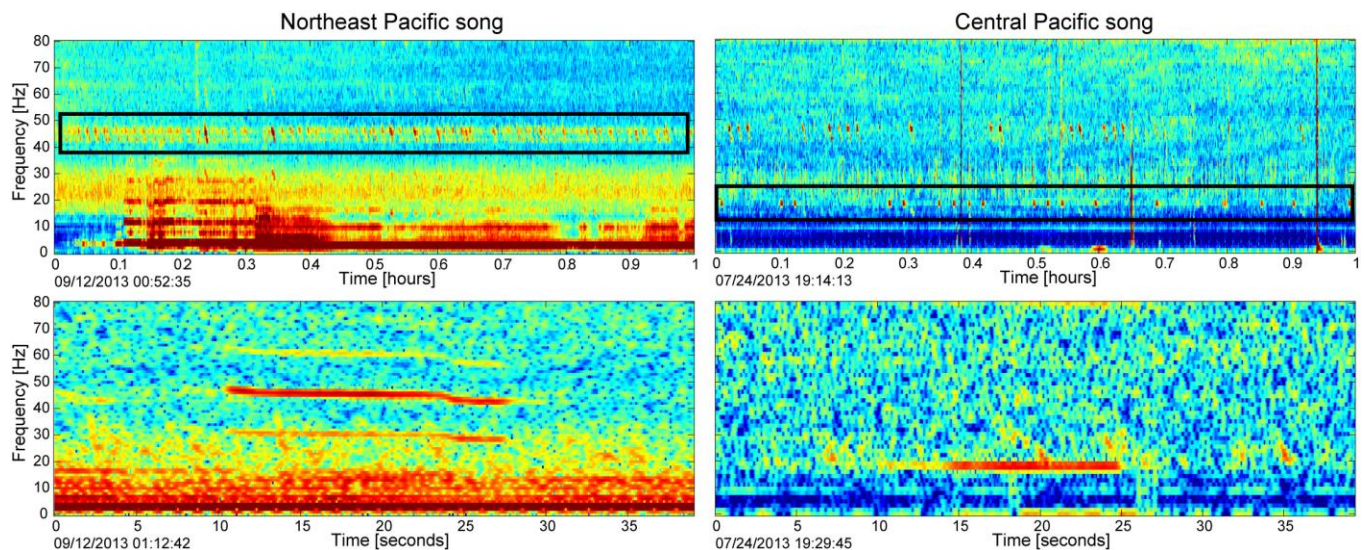 Northeast Pacific song
Central Pacific song
Frequency [Hz]
80
70
60
50
40
30
20
10
0
0 0.1 0.2 0.3 0.4 0.5 0.6 0.7 0.8 0.9 1
09/12/2013 00:52:35
Time [hours]
0 0.1 0.2 0.3 0.4 0.5 0.6 0.7 0.8 0.9 1
07/24/2013 19:14:13
Time [hours]
Frequency [Hz]
80
70
60
50
40
30
20
10
0
0 5 10 15 20 25 30 35
09/12/2013 01:12:42
Time [seconds]
0 5 10 15 20 25 30 35
07/24/2013 19:29:45
Time [seconds]